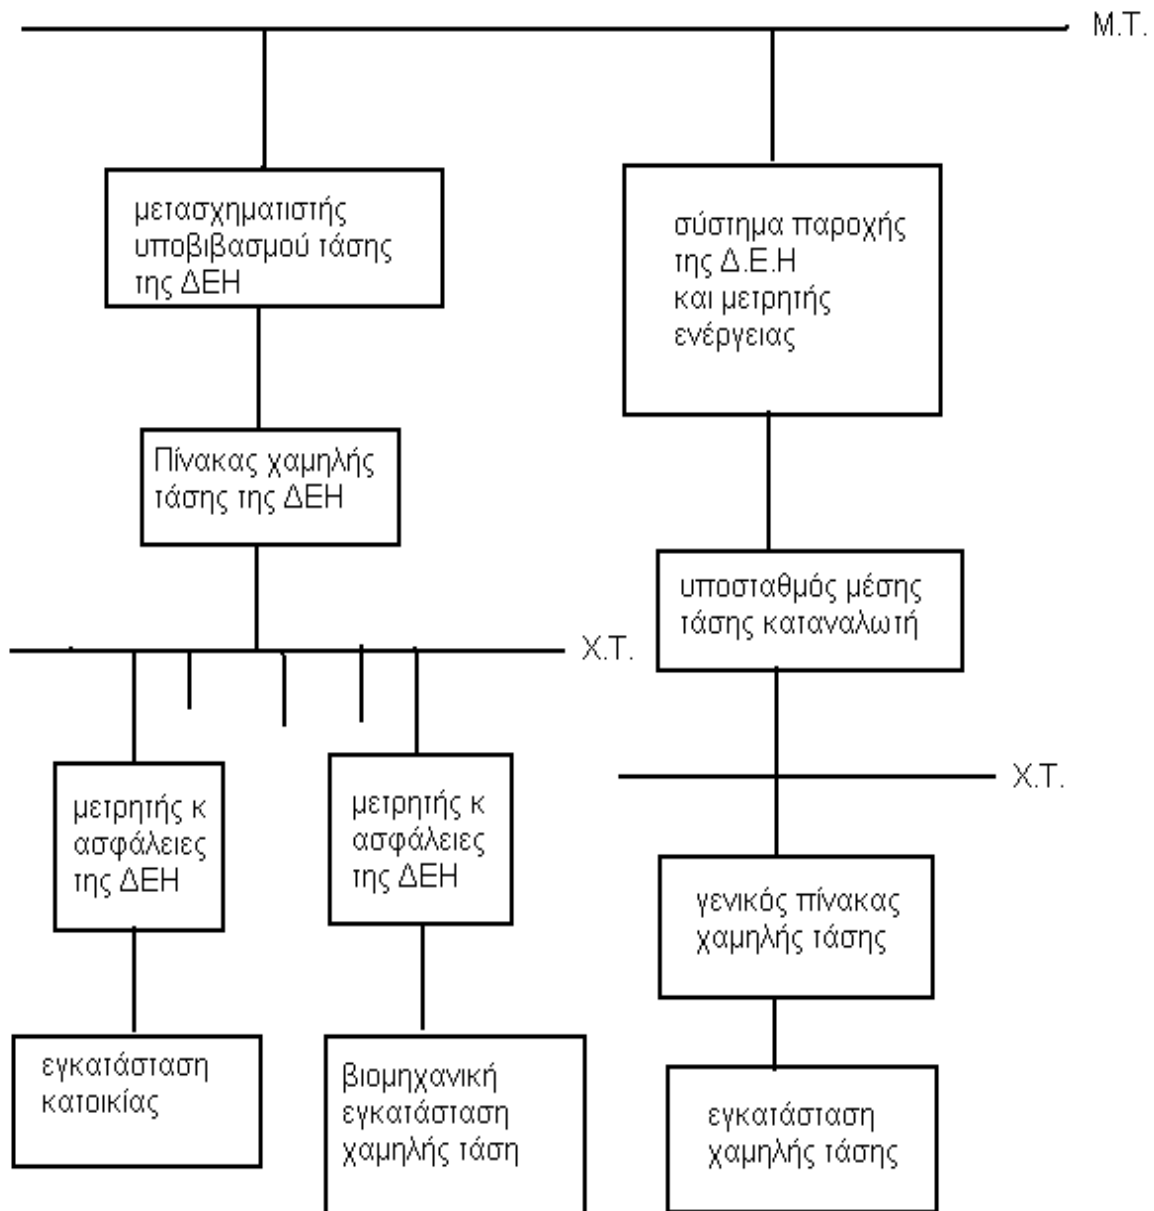 Μ.Τ.
μετασχηματιστής
υποβιβασμού τάσης
της ΔΕΗ
σύστημα παροχής
της Δ.Ε.Η
και μετρητής
ενέργειας
Πίνακας χαμηλής
τάσης της ΔΕΗ
υποσταθμός μέσης
τάσης καταναλωτή
Χ.Τ.
Χ.Τ.
μετρητής κ
ασφάλειες
της ΔΕΗ
μετρητής κ
ασφάλειες
της ΔΕΗ
γενικός πίνακας
χαμηλής τάσης
εγκατάσταση
κατοικίας
βιομηχανική
εγκατάσταση
χαμηλής τάση
εγκατάσταση
χαμηλής τάσης